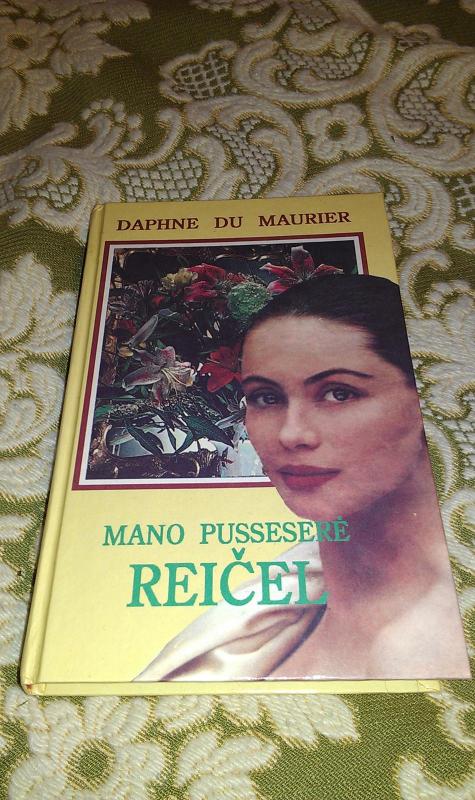 DAPHNE DU MAURIER
MANO PUSSESERĖ
REIČEL